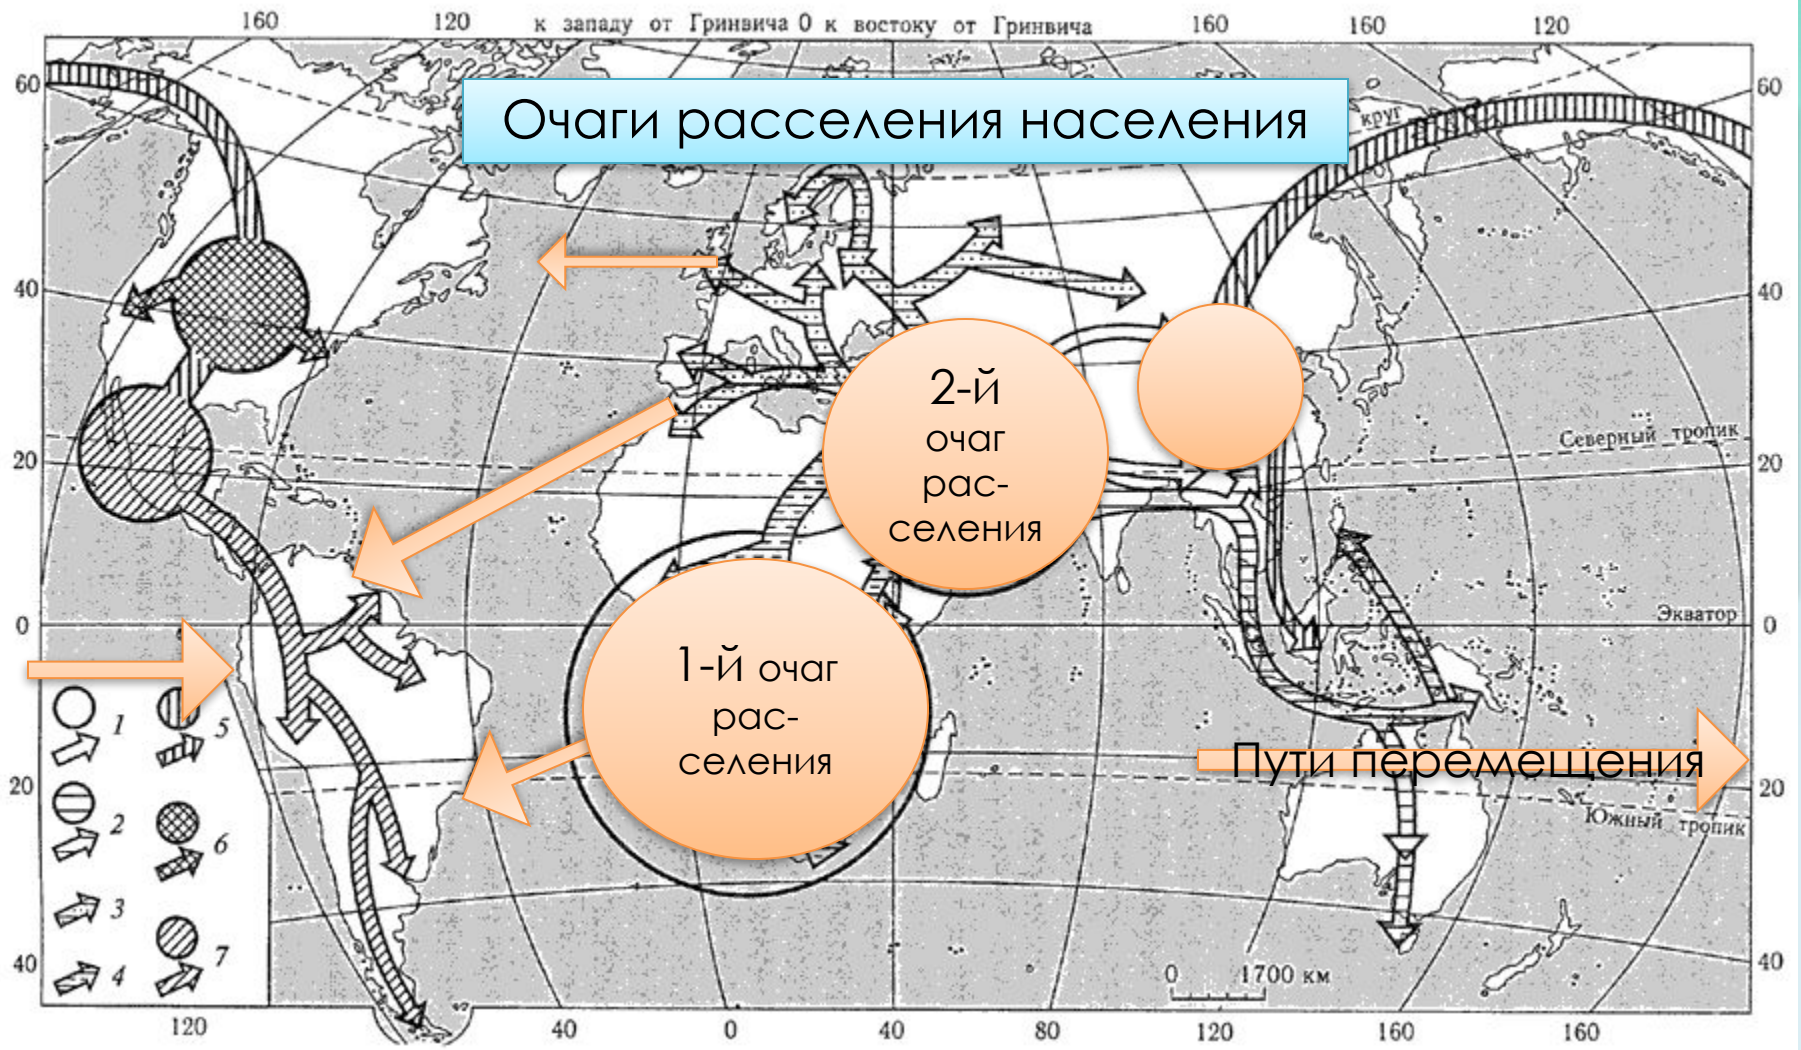 160 120 к западу от Гринвича 0 к востоку от Гринвича 160 160 120
60 60
Очаги расселения населения
круг
40 40
2-й
очаг
рас-
селения
Северный тропик
20 20
Экватор
0 0
1-й очаг
рас-
селения
1 5
Пути перемещения
20 20
2 6
Южный тропик
3
7
4
40 40
0 1700 км
120 40 0 40 80 120 160 160